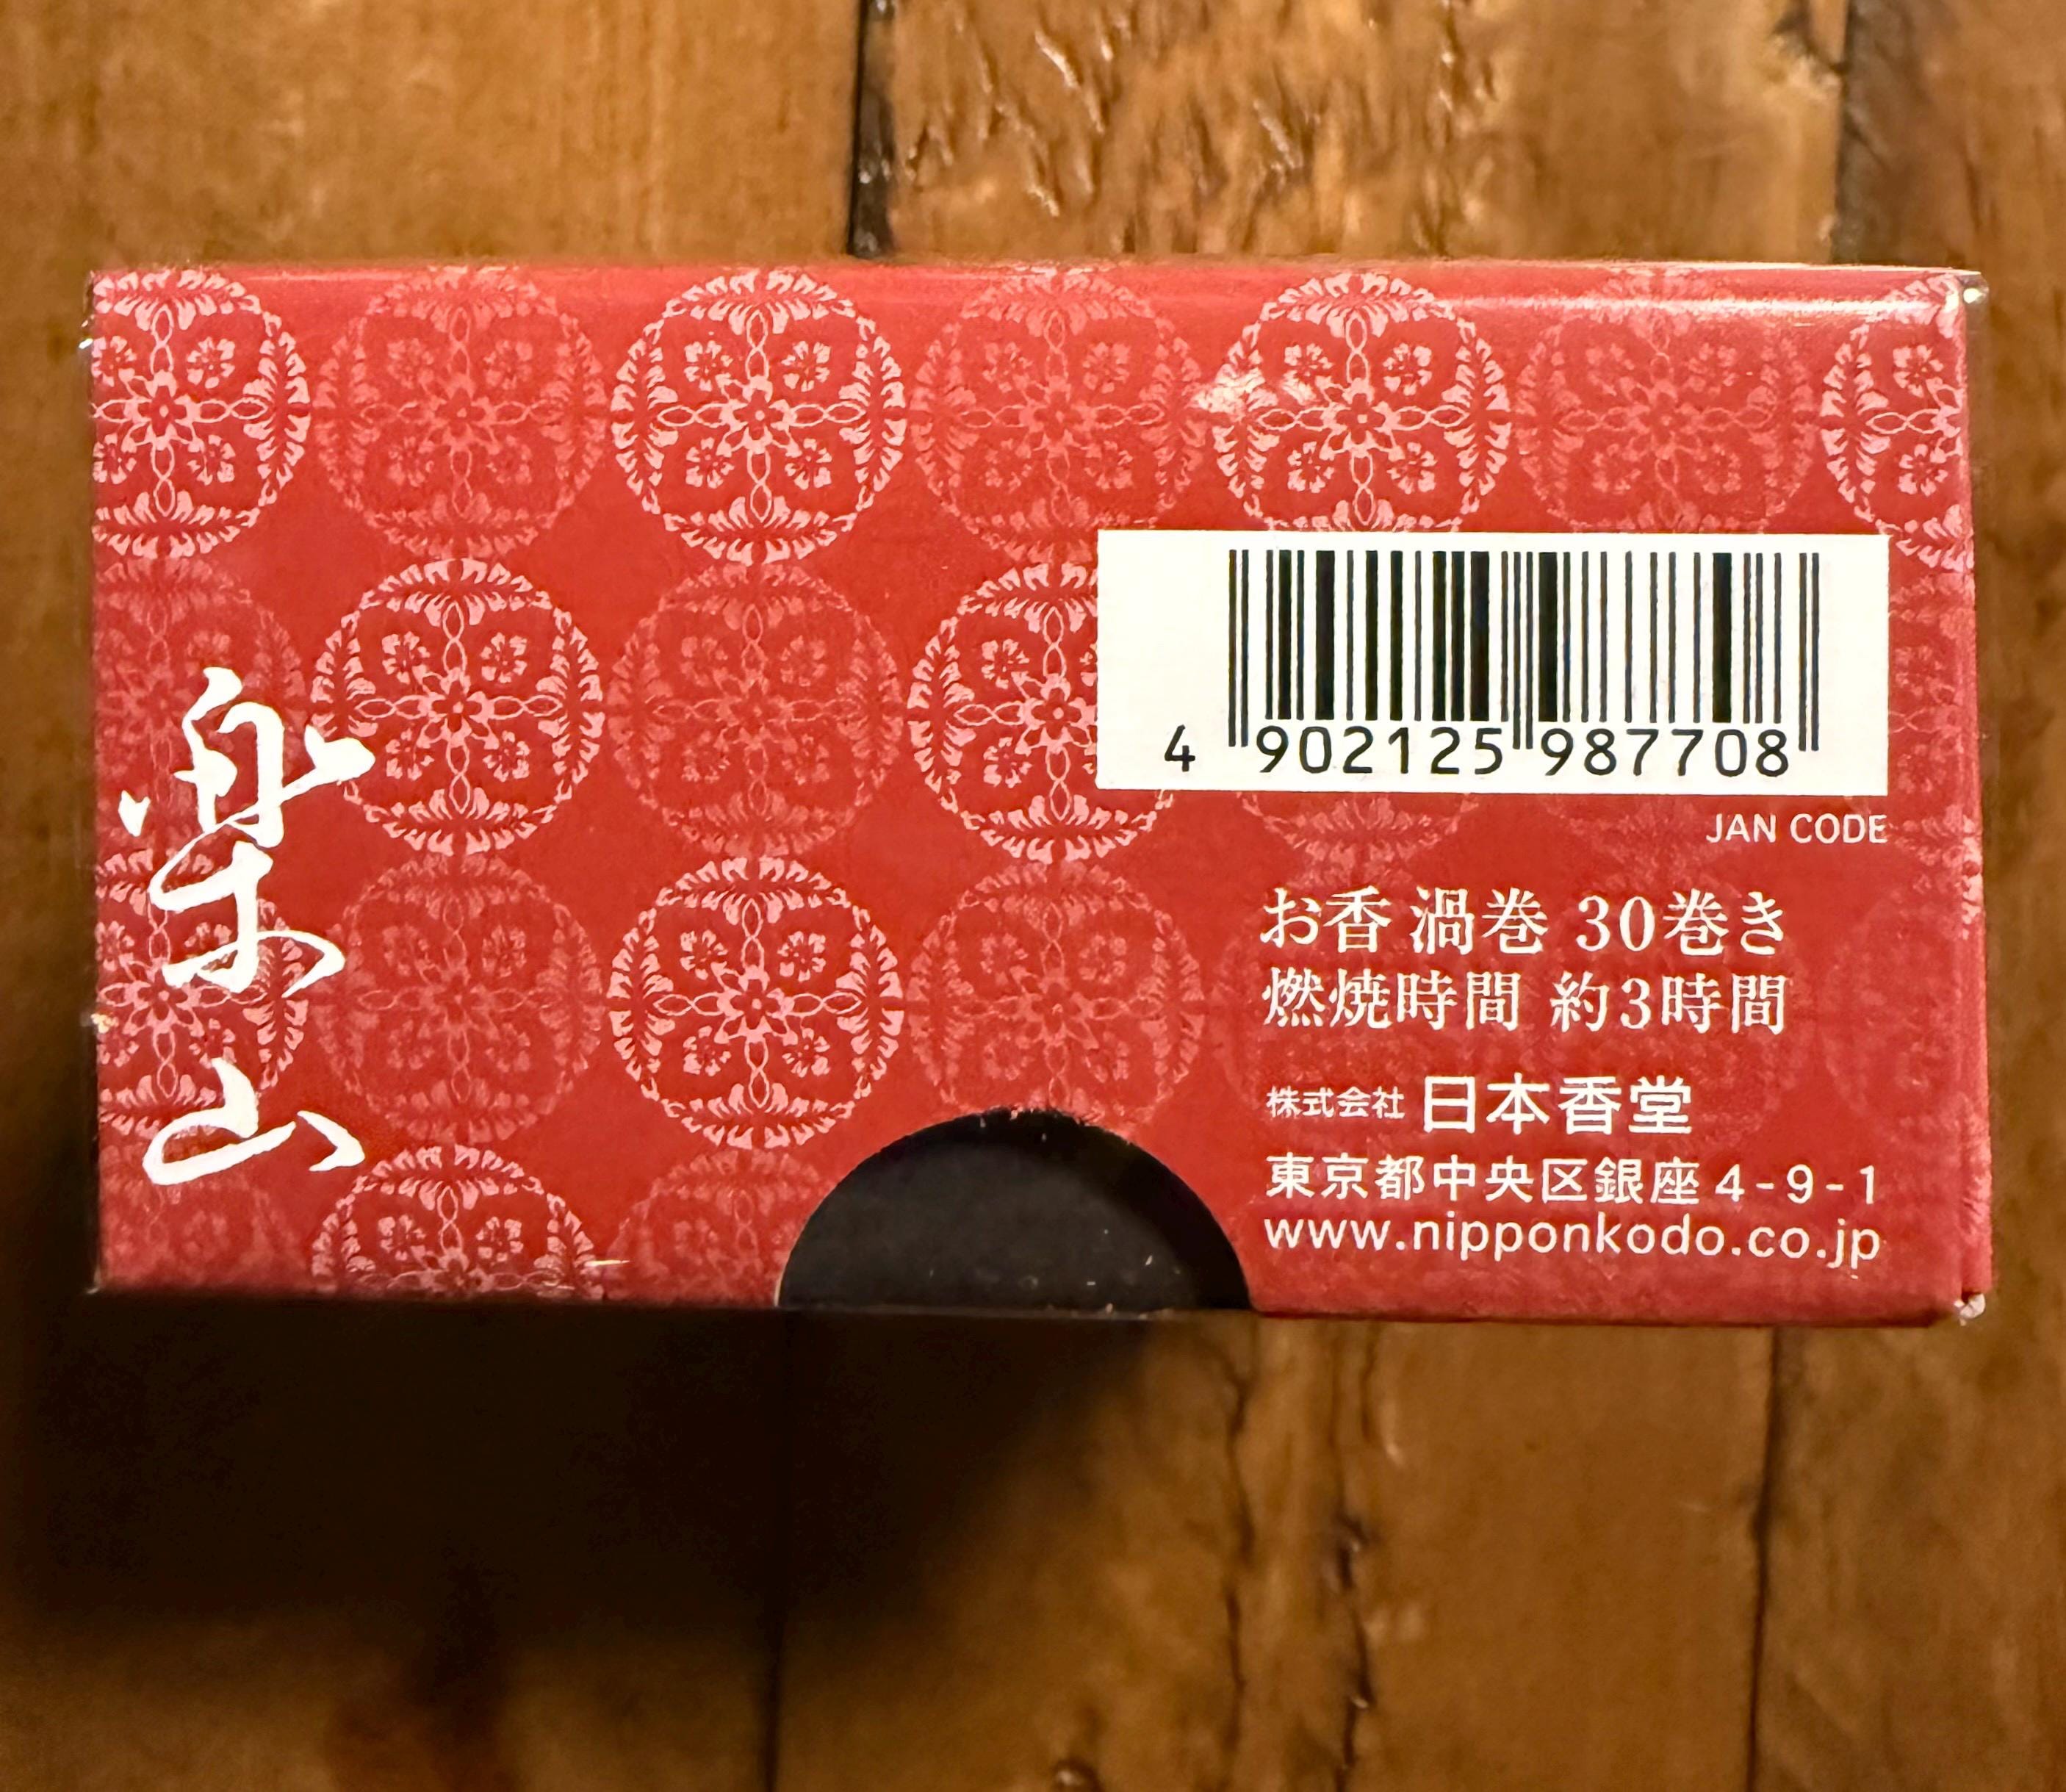 楽山
4 902125 987708
JAN CODE
お香 渦巻 30巻き
燃焼時間 約3時間
株式会社 日本香堂
東京都中央区銀座4-9-1
www.nipponkodo.co.jp